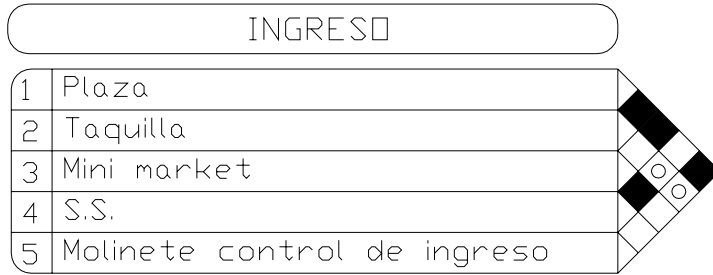 INGRESO
1 Plaza
2 Taquilla
3 Mini market
4 S.S.
5 Molinete control de ingreso